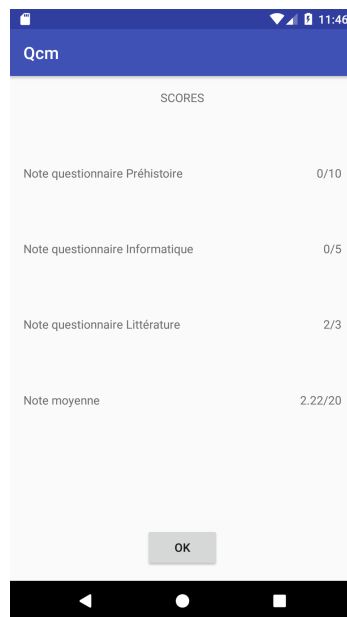 11:46
Qcm
SCORES
Note questionnaire Préhistoire 0/10
Note questionnaire Informatique 0/5
Note questionnaire Littérature 2/3
Note moyenne 2.22/20
OK